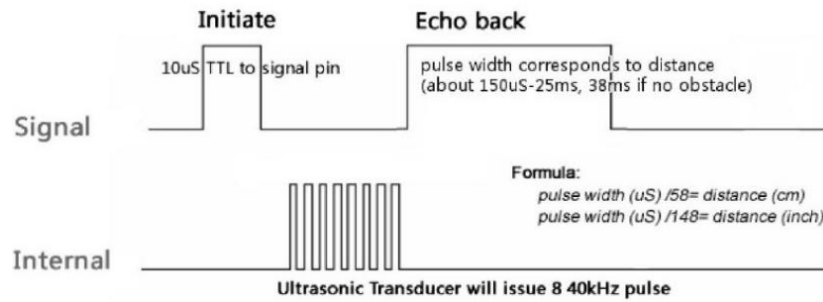 Initiate
Echo back
10uS TTL to signal pin
pulse width corresponds to distance
(about 150uS-25ms, 38ms if no obstacle)
Signal
Formula:
pulse width (uS) /58= distance (cm)
pulse width (uS) /148= distance (inch)
Internal
Ultrasonic Transducer will issue 8 40kHz pulse